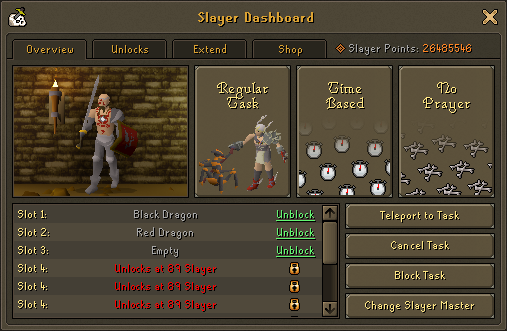 Slayer Dashboard
Overview Unlocks Extend Shop Slayer Points: 26485546
Regular Task
Time Based
No Prayer
Slot 1: Black Dragon Unblock
Slot 2: Red Dragon Unblock
Slot 3: Empty Unblock
Slot 4: Unlocks at 89 Slayer
Slot 4: Unlocks at 89 Slayer
Slot 4: Unlocks at 89 Slayer
Teleport to Task
Cancel Task
Block Task
Change Slayer Master